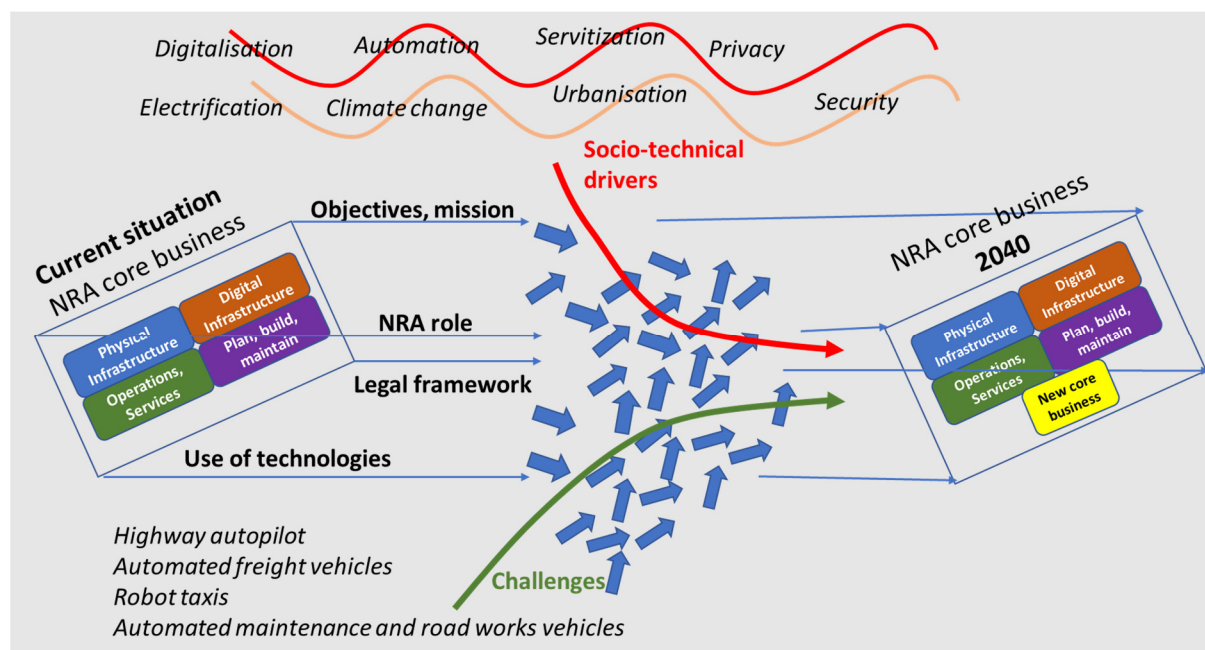 Digitalisation
Automation
Servitization
Privacy
Electrification
Climate change
Urbanisation
Security
Socio-technical
drivers
Current situation
NRA core business
Physical
Infrastructure
Digital
Infrastructure
Operations,
Services
Plan, build,
maintain
Objectives, mission
NRA role
Legal framework
Use of technologies
NRA core business
2040
Physical
Infrastructure
Digital
Infrastructure
Operations,
Services
Plan, build,
maintain
New core
business
Highway autopilot
Automated freight vehicles
Robot taxis
Automated maintenance and road works vehicles
Challenges